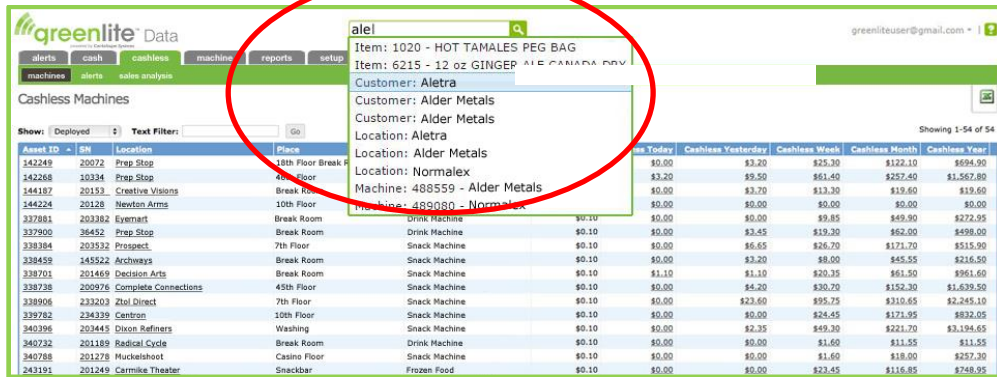 greenlite Data
alel
greenliteuser@gmail.com
?
alerts cash cashless machine reports setup
machines alerts sales analysis
Item: 1020 - HOT TAMALES PEG BAG
Item: 6215 - 12 oz GINGER ALE CANADA DRY
Customer: Aletra
Customer: Alder Metals
Customer: Alder Metals
Location: Aletra
Location: Alder Metals
Location: Normalex
Machine: 488559 - Alder Metals
Machine: 489080 - Normalex
Cashless Machines
Show: Deployed Text Filter: Go Showing 1-54 of 54
Asset ID SN Location Place ess Today Cashless Yesterday Cashless Week Cashless Month Cashless Year
142249 20072 Prep Stop 18th Floor Break R $0.00 $3.20 $25.30 $122.10 $694.90
142268 10334 Prep Stop 46th Floor $3.20 $9.50 $61.40 $257.40 $1,567.80
144187 20153 Creative Visions Break Room $0.00 $3.70 $13.30 $19.60 $19.60
144224 20128 Newton Arms 10th Floor $0.00 $0.00 $0.00 $0.00 $0.00
337881 203382 Eyemart Break Room Drink Machine $0.10 $0.00 $0.00 $9.85 $49.90 $272.95
337900 36452 Prep Stop Break Room Drink Machine $0.10 $0.00 $3.45 $19.30 $62.00 $498.00
338384 203532 Prospect 7th Floor Snack Machine $0.10 $0.00 $6.65 $26.70 $171.70 $515.90
338459 145522 Archways Break Room Snack Machine $0.10 $0.00 $3.20 $8.00 $45.55 $216.50
338701 201469 Decision Arts Break Room Snack Machine $0.10 $1.10 $1.10 $20.35 $61.50 $961.60
338738 200976 Complete Connections 45th Floor Snack Machine $0.10 $0.00 $4.20 $30.70 $152.30 $1,639.50
338906 233203 Ztol Direct 7th Floor Snack Machine $0.10 $0.00 $23.60 $95.75 $310.65 $2,245.10
339782 234339 Centron 10th Floor Snack Machine $0.10 $0.00 $0.00 $24.45 $171.95 $832.05
340396 203445 Dixon Refiners Washing Snack Machine $0.10 $0.00 $2.35 $49.30 $221.70 $3,194.65
340732 201189 Radical Cycle Break Room Drink Machine $0.10 $0.00 $0.00 $1.60 $11.55 $11.55
340788 201278 Muckelshoot Casino Floor Snack Machine $0.10 $0.00 $0.00 $1.60 $18.00 $257.30
243191 201249 Carmike Theater Snackbar Frozen Food $0.10 $0.00 $0.00 $23.45 $116.85 $748.95